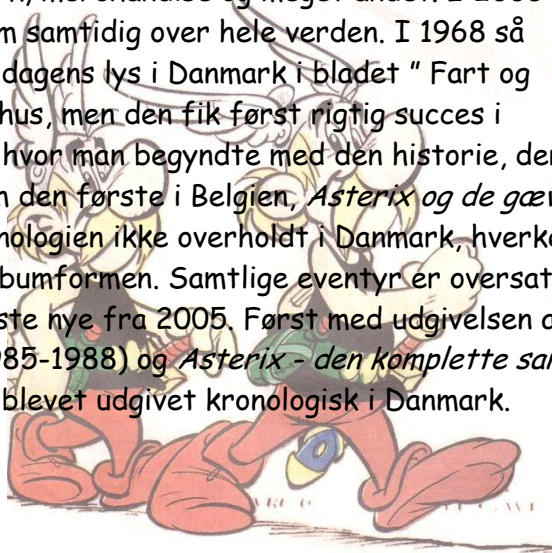 m samtidig over hele verden. I 1968 så
dagens lys i Danmark i bladet " Fart og
hus, men den fik først rigtig succes i
hvor man begyndte med den historie, der
den første i Belgien, Asterix og de gæv
nologien ikke overholdt i Danmark, hverke
bumformen. Samtlige eventyr er oversat
ste nye fra 2005. Først med udgivelsen a
985-1988) og Asterix - den komplette sam
blevet udgivet kronologisk i Danmark.